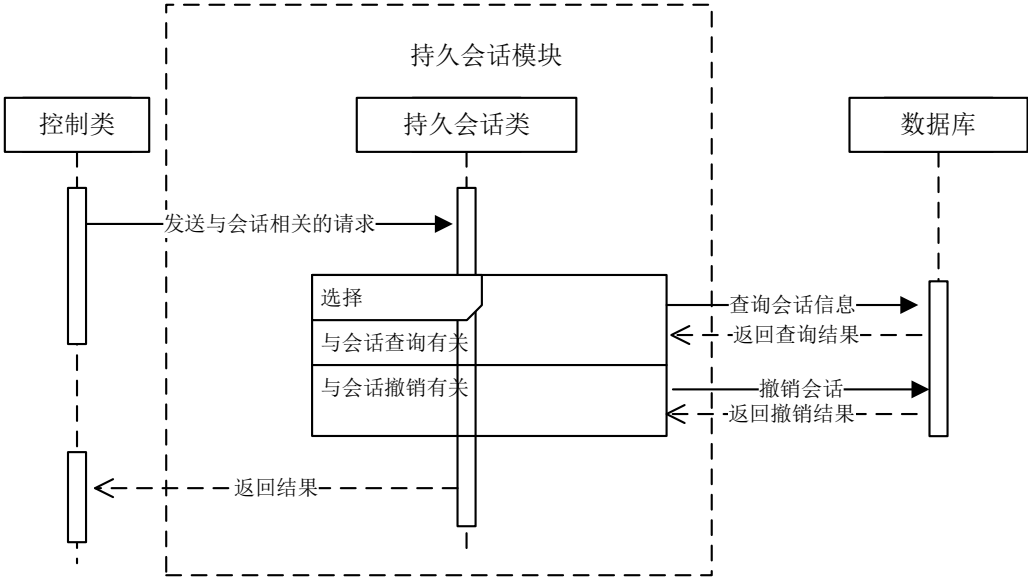 持久会话模块
控制类
持久会话类
数据库
发送与会话相关的请求
选择
查询会话信息
返回查询结果
与会话查询有关
与会话撤销有关
撤销会话
返回撤销结果
返回结果